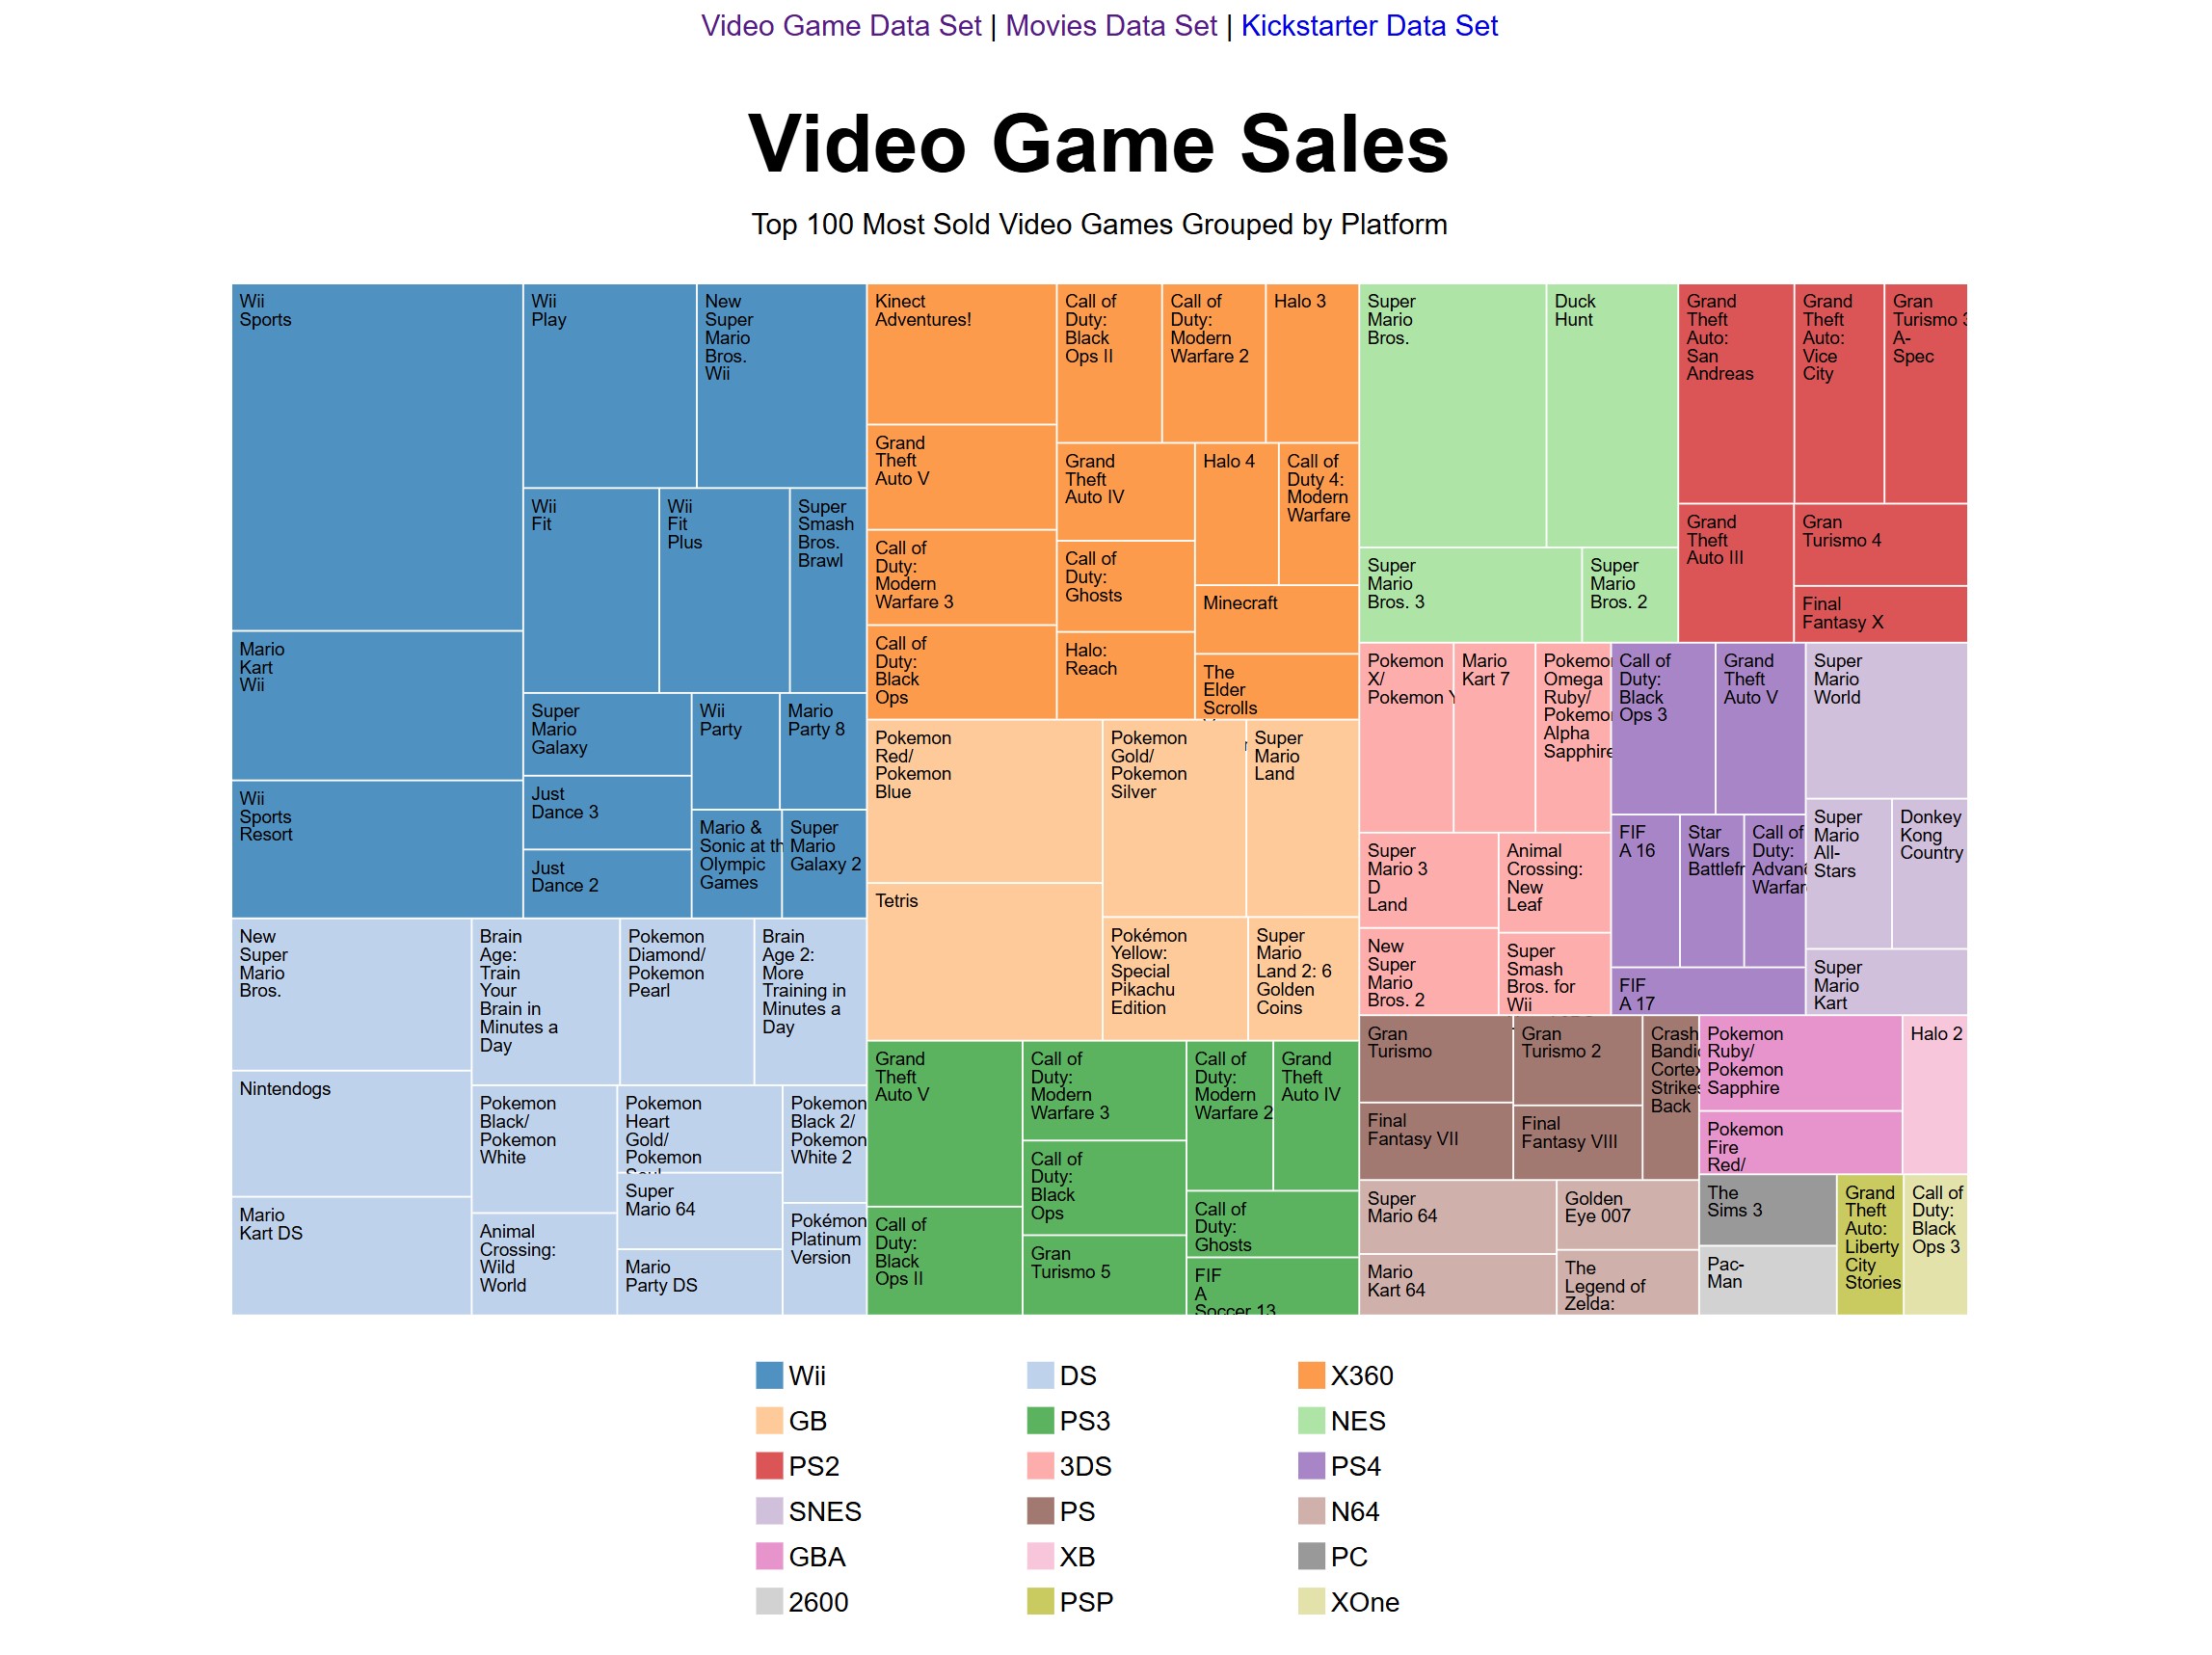 Video Game Data Set | Movies Data Set | Kickstarter Data Set
Video Game Sales
Top 100 Most Sold Video Games Grouped by Platform
Wii
Sports
Mario
Kart
Wii
Wii
Sports
Resort
Wii
Play
New
Super
Mario
Bros.
Wii
Wii
Fit
Wii
Fit
Plus
Super
Smash
Bros.
Brawl
Super
Mario
Galaxy
Just
Dance 3
Just
Dance 2
Wii
Party
Mario
Party 8
Mario &
Sonic at th
Olympic
Games
Super
Mario
Galaxy 2
New
Super
Mario
Bros.
Nintendogs
Mario
Kart DS
Brain
Age:
Train
Your
Brain in
Minutes a
Day
Pokemon
Diamond/
Pokemon
Pearl
Brain
Age 2:
More
Training in
Minutes a
Day
Pokemon
Black/
Pokemon
White
Animal
Crossing:
Wild
World
Pokemon
Heart
Gold/
Pokemon
Super
Mario 64
Mario
Party DS
Pokemon
Black 2/
Pokemon
White 2
Pokémon
Platinum
Version
Kinect
Adventures!
Grand
Theft
Auto V
Call of
Duty:
Modern
Warfare 3
Call of
Duty:
Black
Ops
Call of
Duty:
Black
Ops II
Call of
Duty:
Modern
Warfare 2
Halo 3
Grand
Theft
Auto IV
Call of
Duty:
Ghosts
Halo:
Reach
Halo 4
Call of
Duty 4:
Modern
Warfare
Minecraft
The
Elder
Scrolls
Pokemon
Red/
Pokemon
Blue
Tetris
Pokemon
Gold/
Pokemon
Silver
Super
Mario
Land
Pokémon
Yellow:
Special
Pikachu
Edition
Super
Mario
Land 2: 6
Golden
Coins
Grand
Theft
Auto V
Call of
Duty:
Black
Ops II
Call of
Duty:
Modern
Warfare 3
Call of
Duty:
Black
Ops
Gran
Turismo 5
Call of
Duty:
Modern
Warfare 2
Grand
Theft
Auto IV
Call of
Duty:
Ghosts
FIF
A
Soccer 13
Super
Mario
Bros.
Duck
Hunt
Super
Mario
Bros. 3
Super
Mario
Bros. 2
Grand
Theft
Auto:
San
Andreas
Grand
Theft
Auto:
Vice
City
Gran
Turismo 3
A-
Spec
Grand
Theft
Auto III
Gran
Turismo 4
Final
Fantasy X
Pokemon
X/
Pokemon Y
Mario
Kart 7
Pokemon
Omega
Ruby/
Pokemon
Alpha
Sapphire
Super
Mario 3
D
Land
New
Super
Mario
Bros. 2
Animal
Crossing:
New
Leaf
Super
Smash
Bros. for
Wii
Call of
Duty:
Black
Ops 3
Grand
Theft
Auto V
FIF
A 16
Star
Wars
Battlefr
Call of
Duty:
Advan
Warfar
FIF
A 17
Super
Mario
World
Super
Mario
All-
Stars
Donkey
Kong
Country
Super
Mario
Kart
Gran
Turismo
Final
Fantasy VII
Gran
Turismo 2
Final
Fantasy VIII
Crash
Bandic
Cortex
Strikes
Back
Super
Mario 64
Mario
Kart 64
Golden
Eye 007
The
Legend of
Zelda:
Pokemon
Ruby/
Pokemon
Sapphire
Pokemon
Fire
Red/
Halo 2
The
Sims 3
Pac-
Man
Grand
Theft
Auto:
Liberty
City
Stories
Call of
Duty:
Black
Ops 3
Wii
DS
X360
GB
PS3
NES
PS2
3DS
PS4
SNES
PS
N64
GBA
XB
PC
2600
PSP
XOne